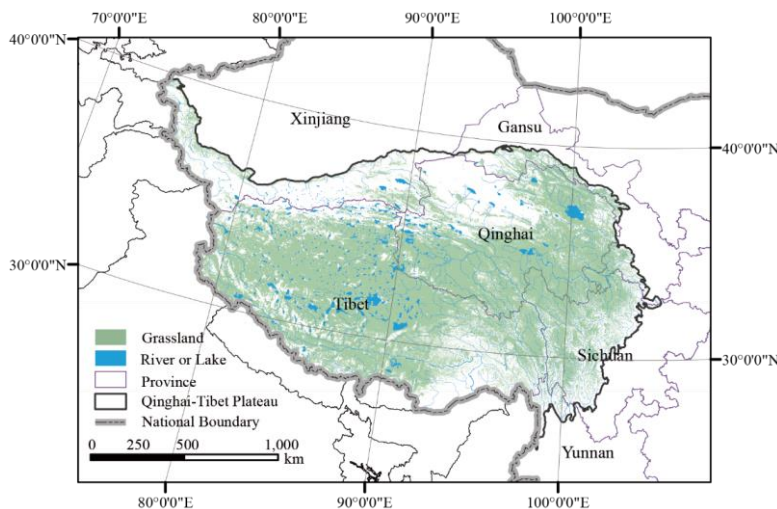 70°0'0"E
80°0'0"E
90°0'0"E
100°0'0"E
40°0'0"N
Xinjiang
Gansu
40°0'0"N
Qinghai
30°0'0"N
Tibet
Grassland
River or Lake
Sichuan
30°0'0"N
Province
Qinghai-Tibet Plateau
National Boundary
0 250 500 1,000
km
Yunnan
80°0'0"E
90°0'0"E
100°0'0"E